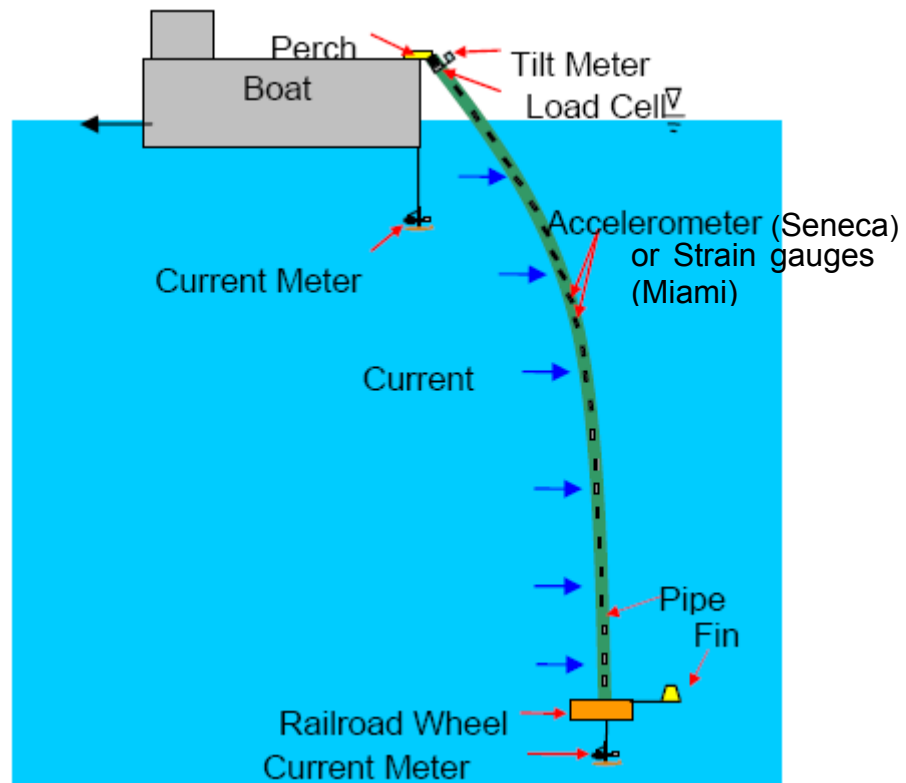 Perch
Tilt Meter
Boat
Load Cell
Accelerometer (Seneca)
or Strain gauges
(Miami)
Current Meter
Current
Pipe
Fin
Railroad Wheel
Current Meter